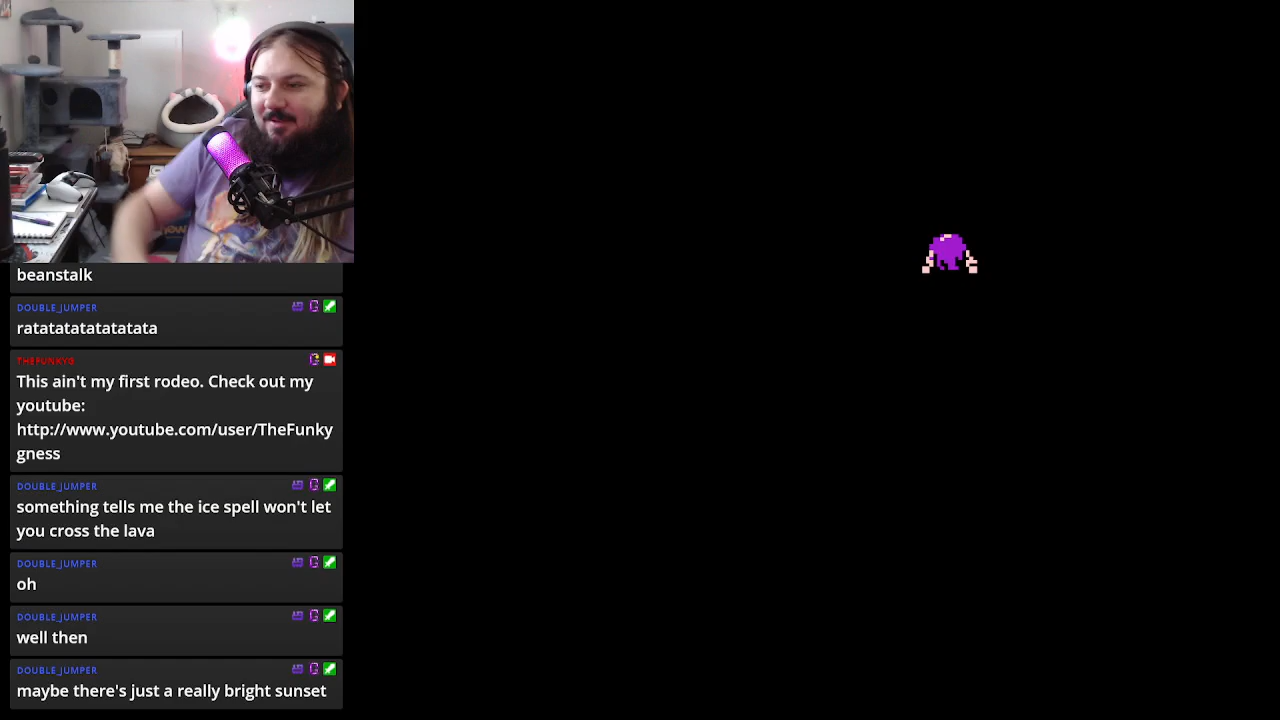 beanstalk
DOUBLE_JUMPER
ratatatatatatatata
THEFUNKYG
This ain't my first rodeo. Check out my
youtube:
http://www.youtube.com/user/TheFunky
gness
DOUBLE_JUMPER
something tells me the ice spell won't let
you cross the lava
DOUBLE_JUMPER
oh
DOUBLE_JUMPER
well then
DOUBLE_JUMPER
maybe there's just a really bright sunset